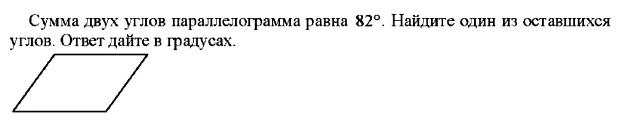 Сумма двух углов параллелограмма равна 82°. Найдите один из оставшихся
углов. Ответ дайте в градусах.